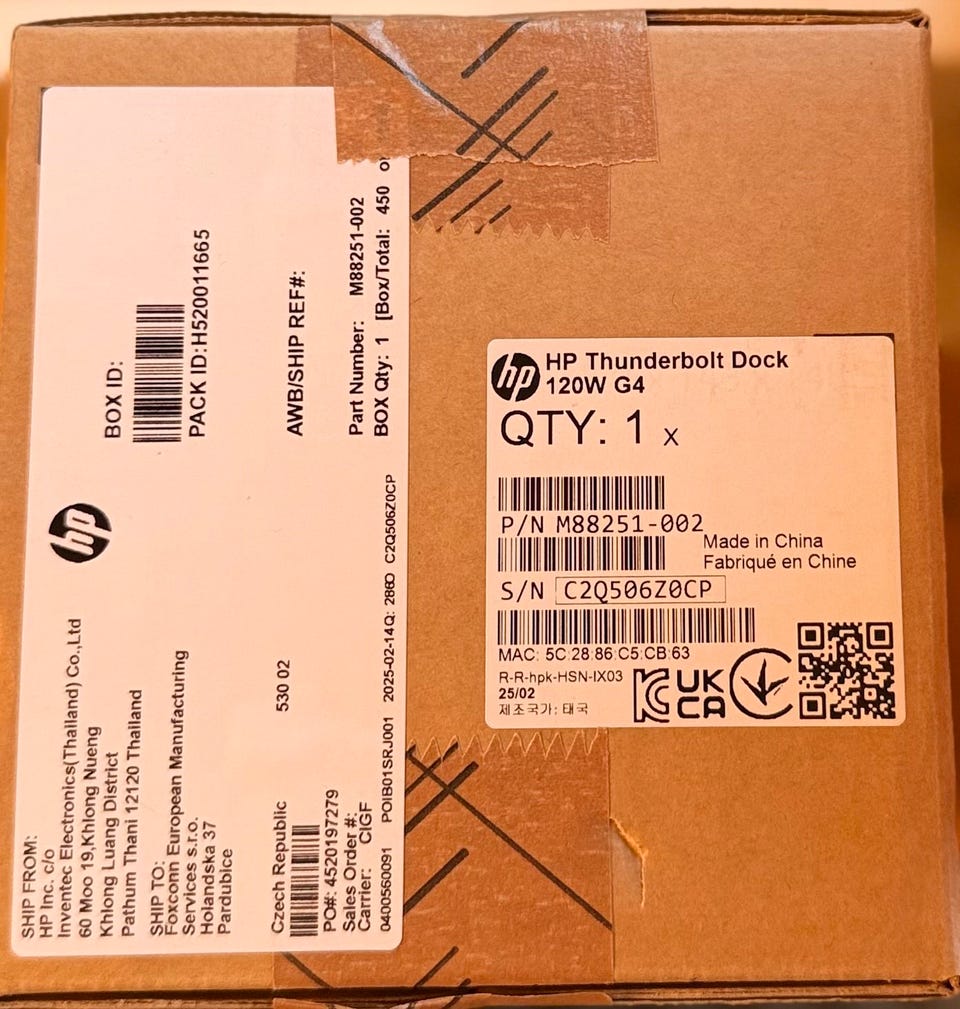 SHIP FROM:
HP Inc. c/o
Inventec Electronics(Thailand) Co.,Ltd
60 Moo 19,Khlong Nueng
Khlong Luang District
Pathum Thani 12120 Thailand
SHIP TO:
Foxconn European Manufacturing
Services s.r.o.
Holandska 37
Pardubice
530 02
Czech Republic
PO#: 4520197279
Sales Order #:
Carrier: CIGF
0400560091 POIB01SRJ001 2025-02-14 Q: C2Q506Z0CP
hp
BOX ID:
PACK ID:H520011665
AWB/SHIP REF#:
Part Number: M88251-002
BOX Qty: 1 [Box/Total: 450
hp
HP Thunderbolt Dock
120W G4
QTY: 1 x
P/N M88251-002
Made in China
Fabriqué en Chine
S/N C2Q506Z0CP
MAC: 5C:28:86:C5:CB:63
R-R-hpk-HSN-IX03
25/02
제조국가: 태국
UK
CA